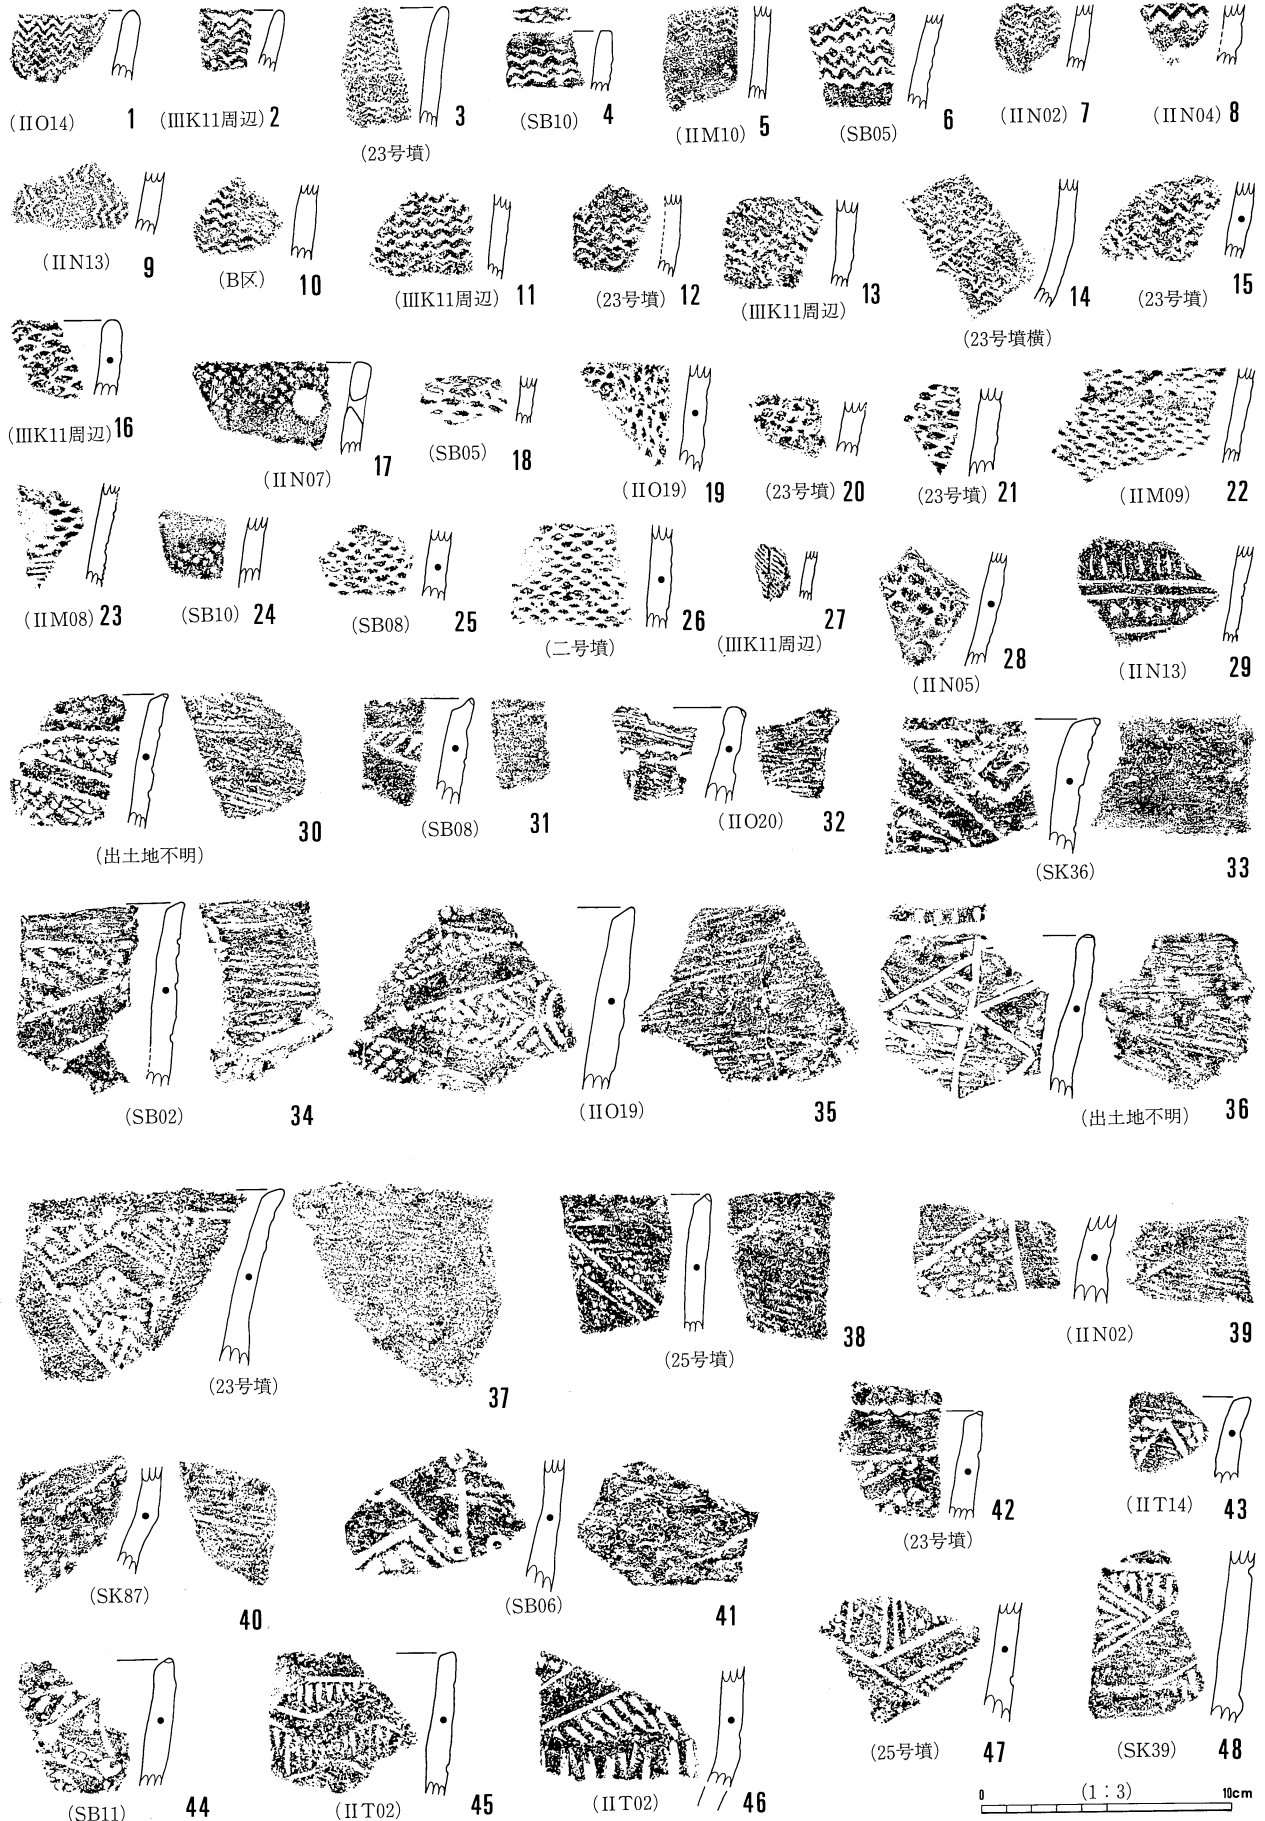 (ⅡO14) 1
(ⅢK11周辺) 2
(23号墳) 3
(SB10) 4
(ⅡM10) 5
(SB05) 6
(ⅡN02) 7
(ⅡN04) 8
(ⅡN13) 9
(B区) 10
(ⅢK11周辺) 11
(23号墳) 12
(ⅢK11周辺) 13
(23号墳横) 14
(23号墳) 15
(ⅢK11周辺) 16
(ⅡN07) 17
(SB05) 18
(ⅡO19) 19
(23号墳) 20
(23号墳) 21
(ⅡM09) 22
(ⅡM08) 23
(SB10) 24
(SB08) 25
(二号墳) 26
(ⅢK11周辺) 27
(ⅡN05) 28
(ⅡN13) 29
(出土地不明) 30
(SB08) 31
(ⅡO20) 32
(SK36) 33
(SB02) 34
(ⅡO19) 35
(出土地不明) 36
(23号墳) 37
(25号墳) 38
(ⅡN02) 39
(SK87) 40
(SB06) 41
(23号墳) 42
(ⅡT14) 43
(SB11) 44
(ⅡT02) 45
(ⅡT02) 46
(25号墳) 47
(SK39) 48
0 (1：3) 10cm